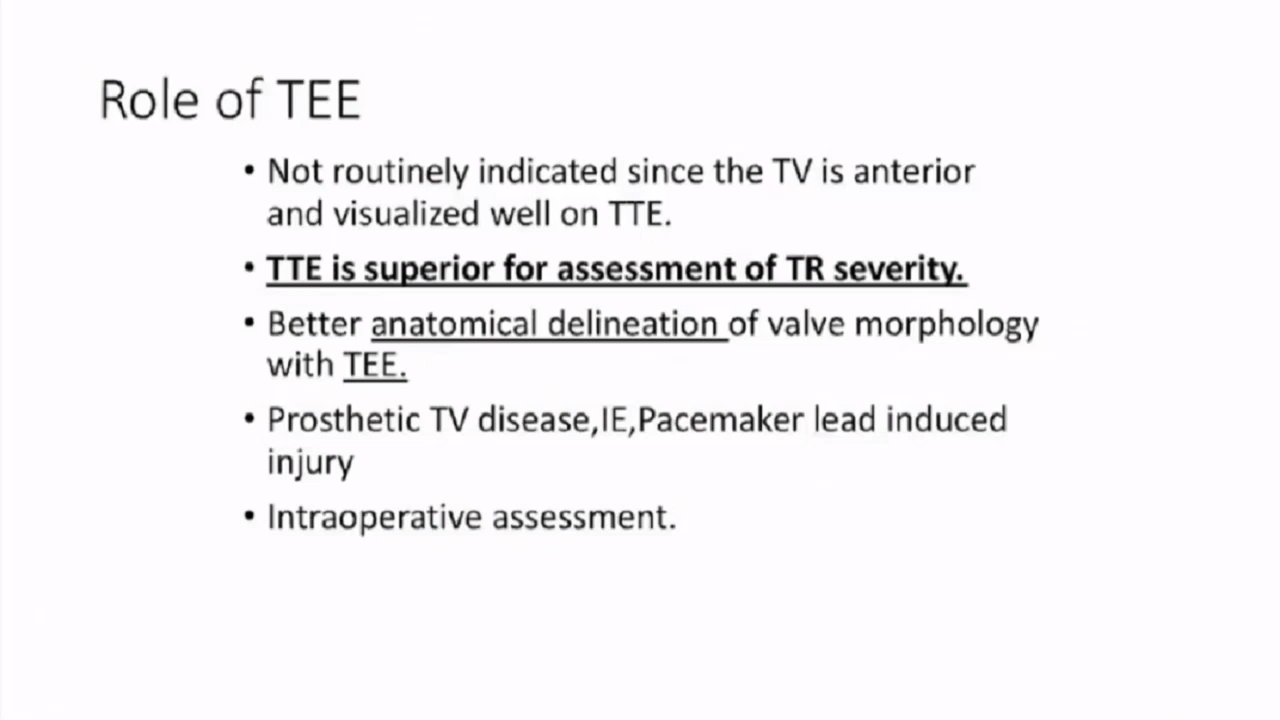 Role of TEE
• Not routinely indicated since the TV is anterior
and visualized well on TTE.
• TTE is superior for assessment of TR severity.
• Better anatomical delineation of valve morphology
with TEE.
• Prosthetic TV disease,IE,Pacemaker lead induced
injury
• Intraoperative assessment.